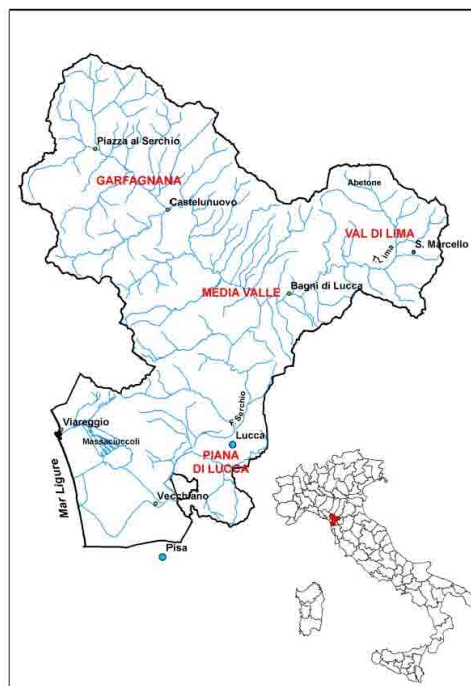 Piazza al Serchio
GARFAGNANA
Castelunuovo
Abetone
VAL DI LIMA
S. Marcello
T. Lima
MEDIA VALLE
Bagni di Lucca
F. Serchio
Viareggio
Massaciuccoli
Lucca
PIANA
DI LUCCA
Mar Ligure
Vecchiano
Pisa